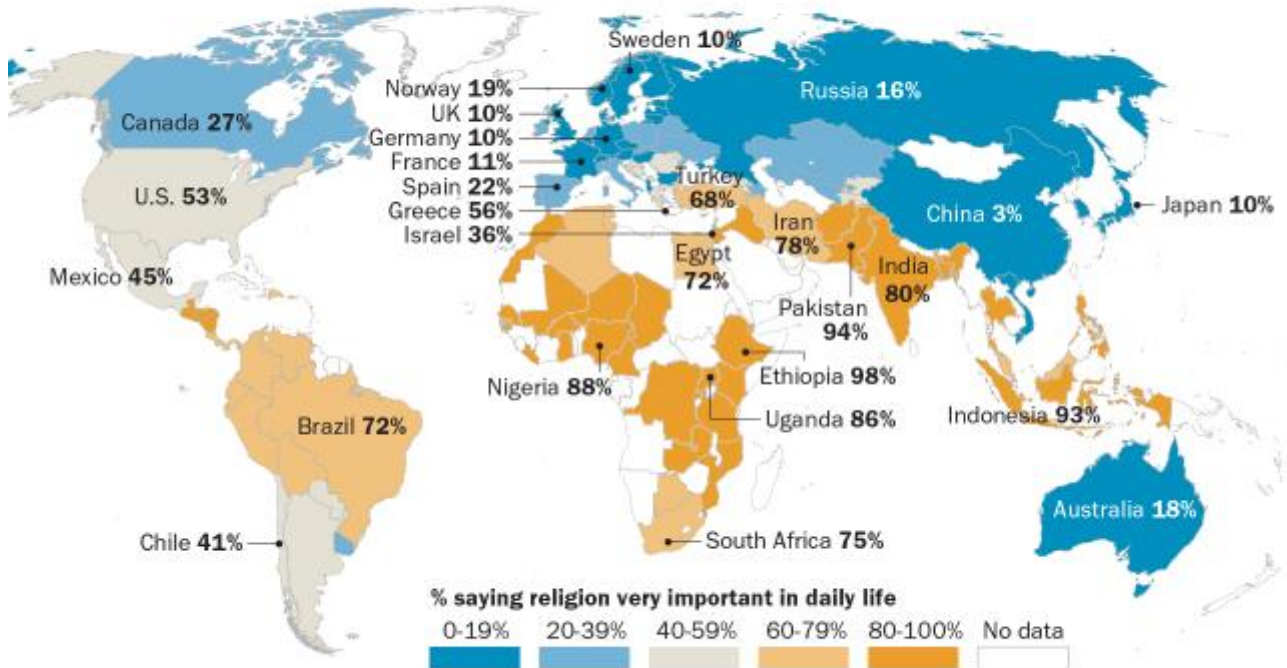 Sweden 10%
Norway 19%
Russia 16%
UK 10%
Canada 27%
Germany 10%
France 11%
Turkey
68%
Spain 22%
U.S. 53%
Greece 56%
China 3%
Japan 10%
Israel 36%
Iran
78%
Egypt
72%
India
80%
Mexico 45%
Pakistan
94%
Nigeria 88%
Ethiopia 98%
Uganda 86%
Indonesia 93%
Brazil 72%
Australia 18%
Chile 41%
South Africa 75%
% saying religion very important in daily life
0-19% 20-39% 40-59% 60-79% 80-100% No data